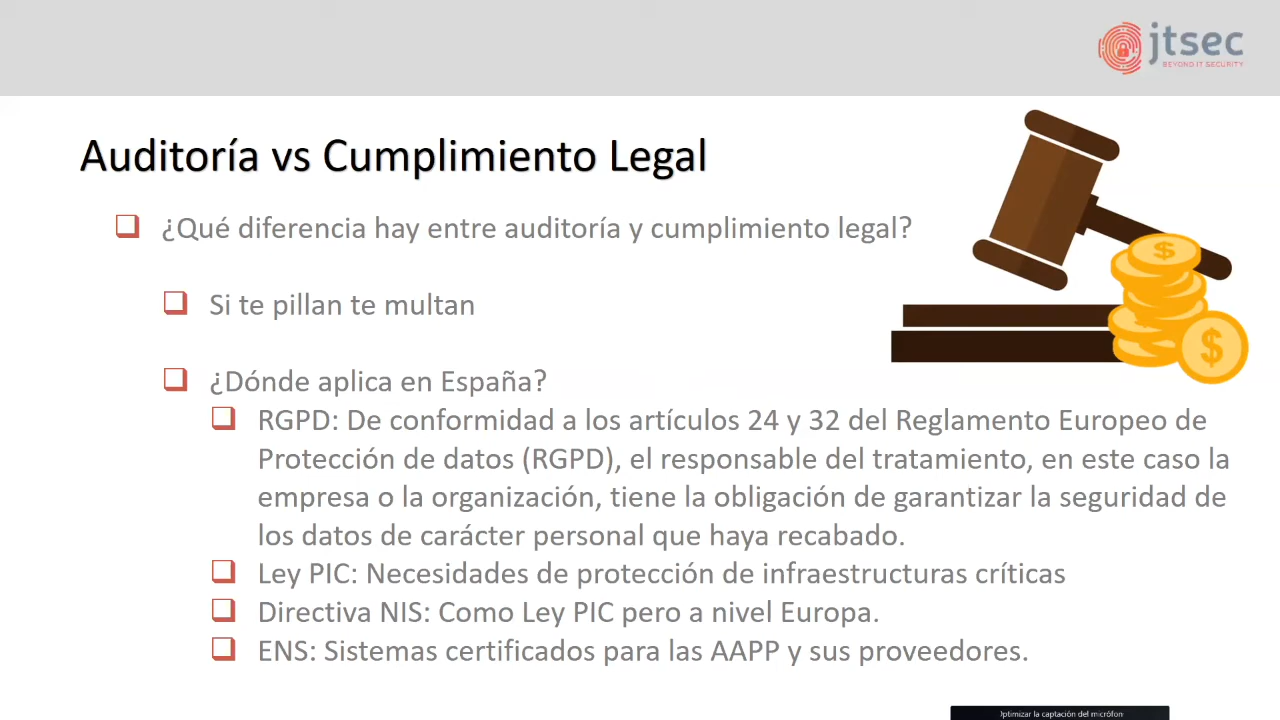 jtsec
BEYOND IT SECURITY
Auditoría vs Cumplimiento Legal
¿Qué diferencia hay entre auditoría y cumplimiento legal?
Si te pillan te multan
¿Dónde aplica en España?
RGPD: De conformidad a los artículos 24 y 32 del Reglamento Europeo de
Protección de datos (RGPD), el responsable del tratamiento, en este caso la
empresa o la organización, tiene la obligación de garantizar la seguridad de
los datos de carácter personal que haya recabado.
Ley PIC: Necesidades de protección de infraestructuras críticas
Directiva NIS: Como Ley PIC pero a nivel Europa.
ENS: Sistemas certificados para las AAPP y sus proveedores.
Optimizar la captación del micrófon